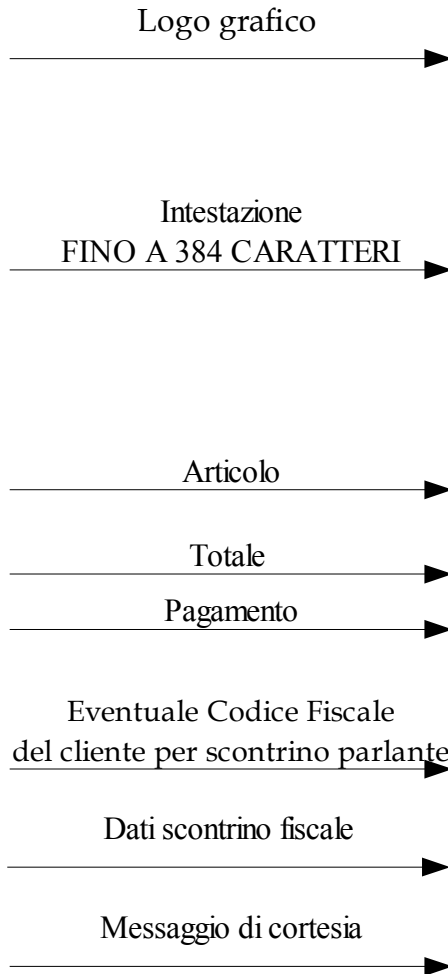 Logo grafico
Intestazione
FINO A 384 CARATTERI
Articolo
Totale
Pagamento
Eventuale Codice Fiscale
del cliente per scontrino parlante
Dati scontrino fiscale
Messaggio di cortesia